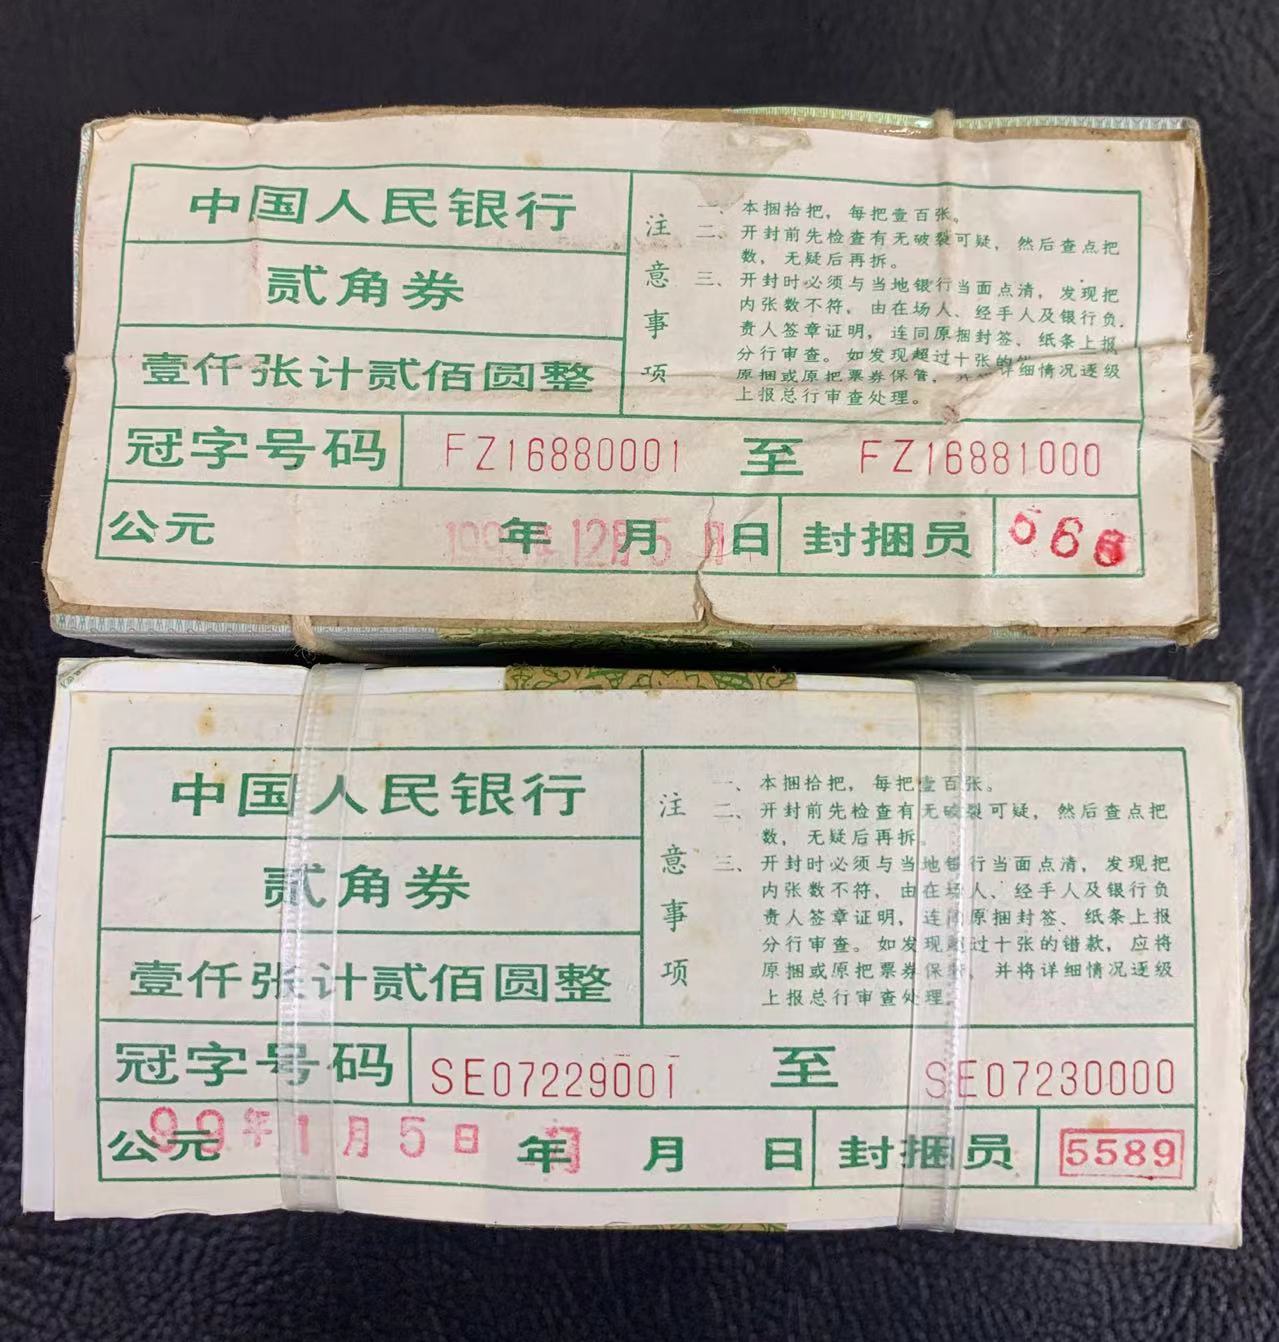 中国人民银行
贰角券
壹仟张计贰佰圆整
注意事项
一、本捆拾把，每把壹百张。
二、开封前先检查有无破裂可疑，然后查点把
数，无疑后再拆。
三、开封时必须与当地银行当面点清，发现把
内张数不符，由在场人、经手人及银行负
责人签章证明，连同原捆封签、纸条上报
分行审查。如发现超过十张的
原捆或原把票券保管，详细情况逐级
上报总行审查处理。
冠字号码 FZ16880001 至 FZ16881000
公元 年12月5日 年 月 日 封捆员
中国人民银行
贰角券
壹仟张计贰佰圆整
注意事项
一、本捆拾把，每把壹百张。
二、开封前先检查有无破裂可疑，然后查点把
数，无疑后再拆。
三、开封时必须与当地银行当面点清，发现把
内张数不符，由在场人、经手人及银行负
责人签章证明，连同原捆封签、纸条上报
分行审查。如发现超过十张的错款，应将
原捆或原把票券保管，并将详细情况逐级
上报总行审查处理。
冠字号码 SE07229001 至 SE07230000
公元 99年1月5日 年 月 日 封捆员 5589